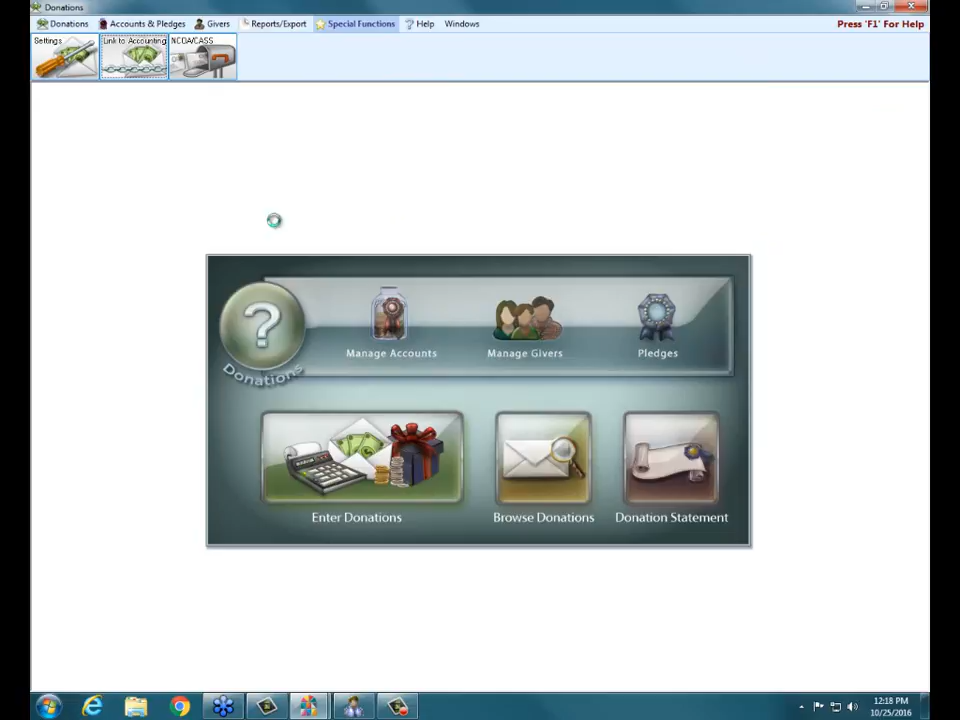 Donations
Donations Accounts & Pledges Givers Reports/Export Special Functions Help Windows Press 'F1' For Help
Settings Link to Accounting NCOA/CASS
? Manage Accounts Manage Givers Pledges
Donations
Enter Donations Browse Donations Donation Statement
12:18 PM
10/25/2016